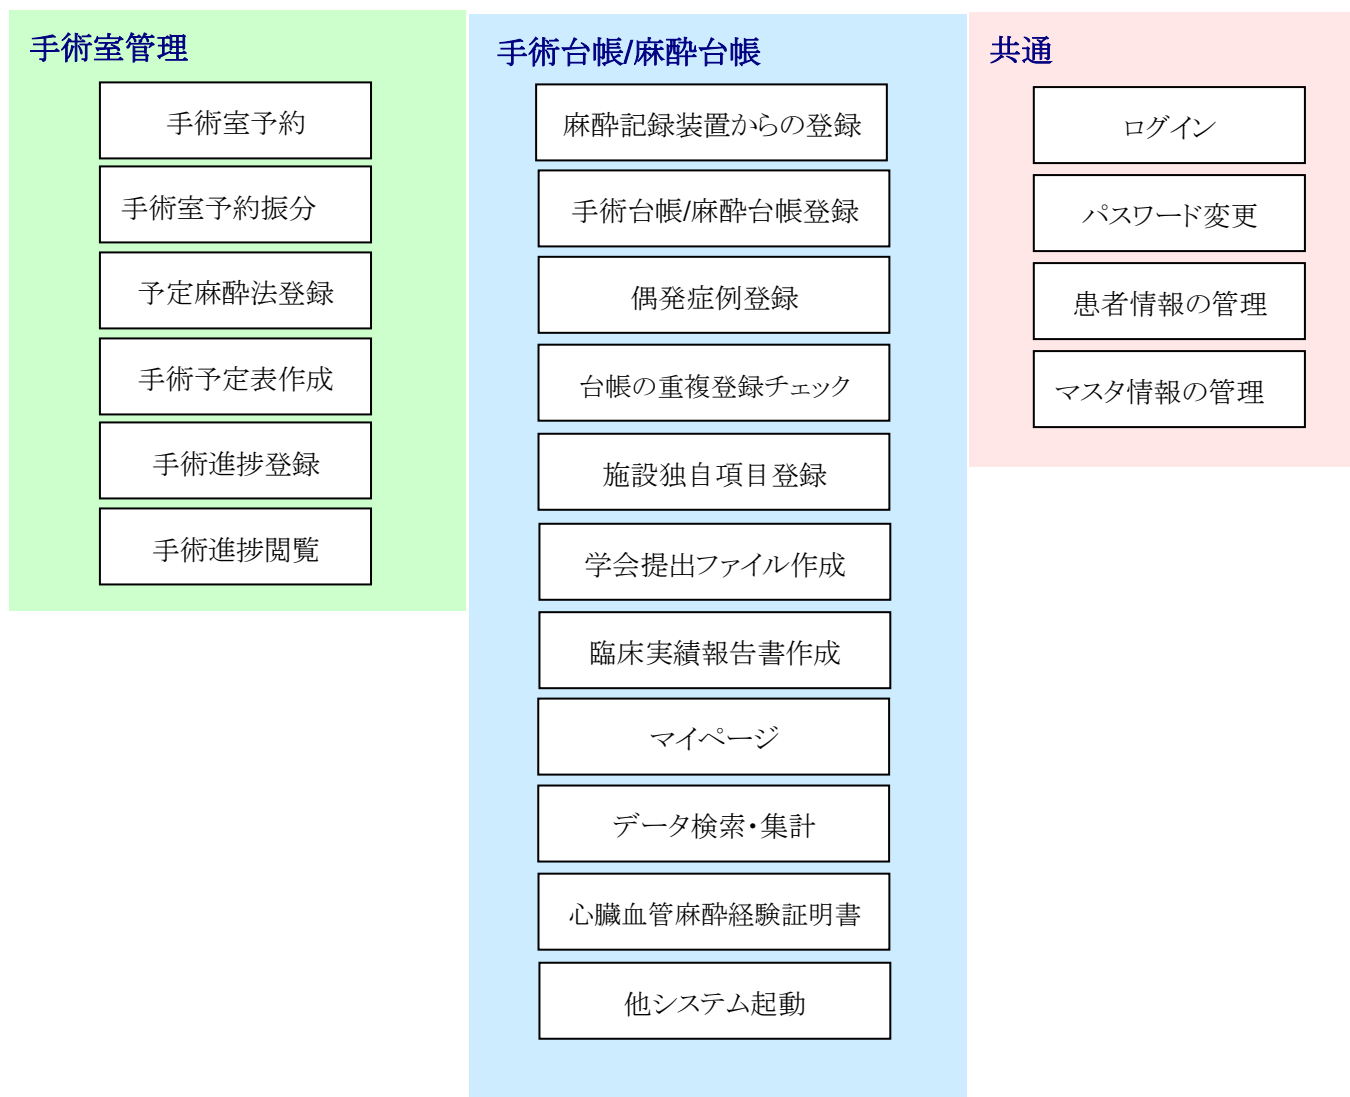 手術室管理
手術室予約
手術室予約振分
予定麻酔法登録
手術予定表作成
手術進捗登録
手術進捗閲覧
手術台帳/麻酔台帳
麻酔記録装置からの登録
手術台帳/麻酔台帳登録
偶発症例登録
台帳の重複登録チェック
施設独自項目登録
学会提出ファイル作成
臨床実績報告書作成
マイページ
データ検索・集計
心臓血管麻酔経験証明書
他システム起動
共通
ログイン
パスワード変更
患者情報の管理
マスタ情報の管理